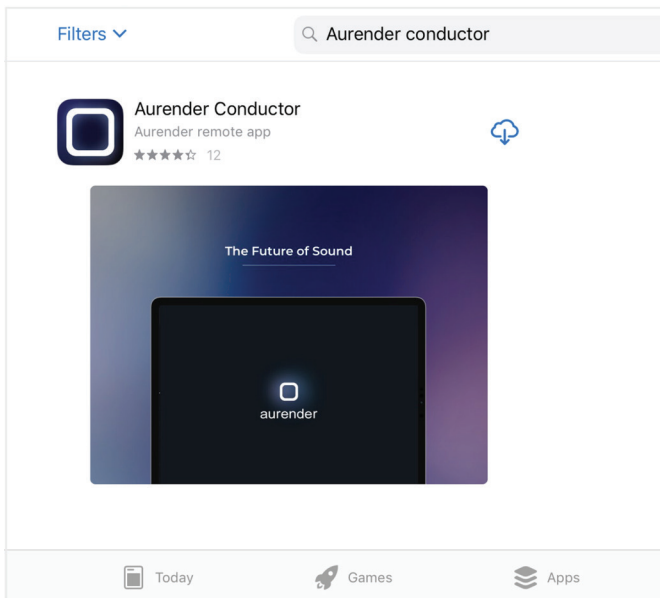 Filters
Aurender conductor
Aurender Conductor
Aurender remote app
12
The Future of Sound
aurender
Today
Games
Apps